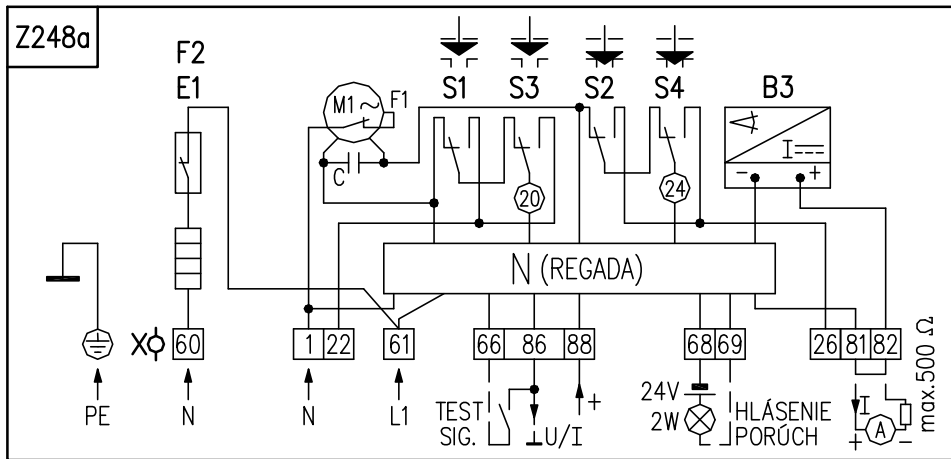 Z248a
F2
E1
S1 S3 S2 S4 B3
M1 ~ F1
I
C
- +
20 24
N (REGADA)
X 60 1 22 61 66 86 88 68 69 26 81 82
PE N N L1
TEST
SIG.
U/I
+
24V
2W
HLÁSENIE
PORÚCH
I
+ A -
max.500 Ω